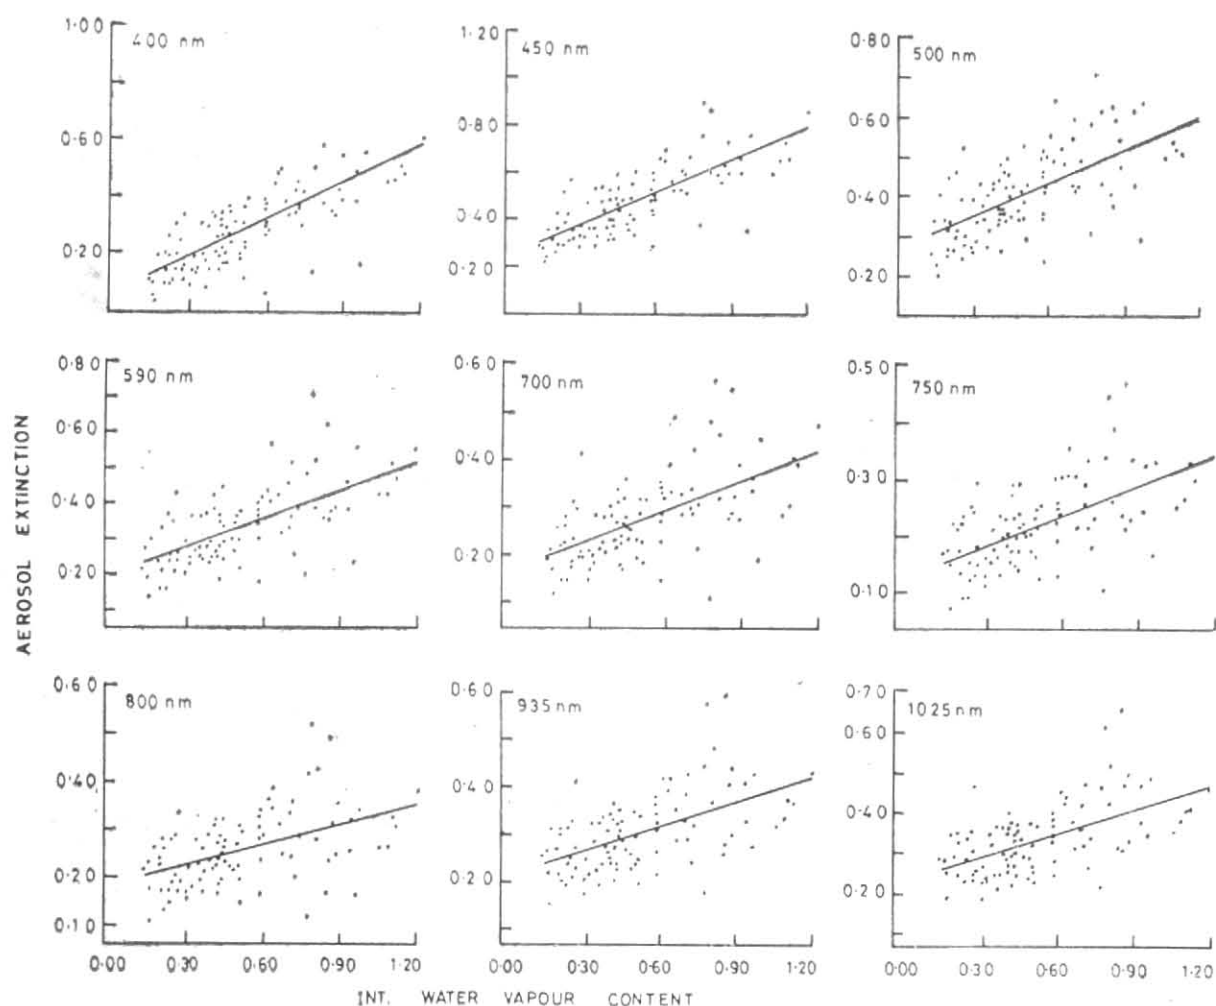 400 nm
1.00
0.60
0.20
450 nm
1.20
0.80
0.40
0.20
500 nm
0.80
0.60
0.40
0.20
590 nm
0.80
0.60
0.40
0.20
700 nm
0.60
0.40
0.20
750 nm
0.50
0.30
0.10
800 nm
0.60
0.40
0.20
0.10
935 nm
0.60
0.40
0.20
1025 nm
0.70
0.60
0.40
0.20
0.00 0.30 0.60 0.90 1.20
0.00 0.30 0.60 0.90 1.20
0.00 0.30 0.60 0.90 1.20
AEROSOL EXTINCTION
INT. WATER VAPOUR CONTENT